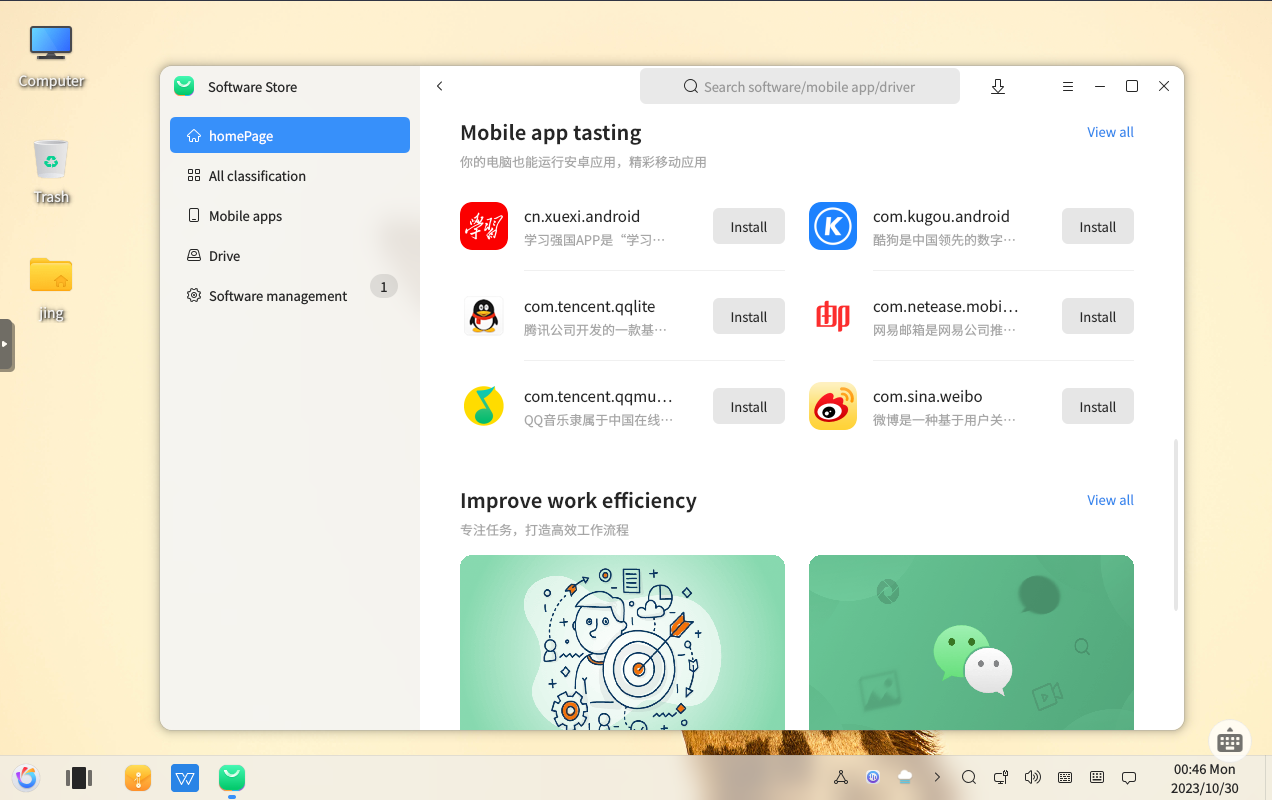 Computer
Trash
jing
Software Store
Search software/mobile app/driver
homePage
All classification
Mobile apps
Drive
Software management
1
Mobile app tasting
View all
你的电脑也能运行安卓应用，精彩移动应用
学習
cn.xuexi.android
学习强国APP是“学习…
Install
K
com.kugou.android
酷狗是中国领先的数字…
Install
com.tencent.qqlite
腾讯公司开发的一款基…
Install
邮
com.netease.mobi…
网易邮箱是网易公司推…
Install
com.tencent.qqmu…
QQ音乐隶属于中国在线…
Install
com.sina.weibo
微博是一种基于用户关…
Install
Improve work efficiency
View all
专注任务，打造高效工作流程
W
00:46 Mon
2023/10/30